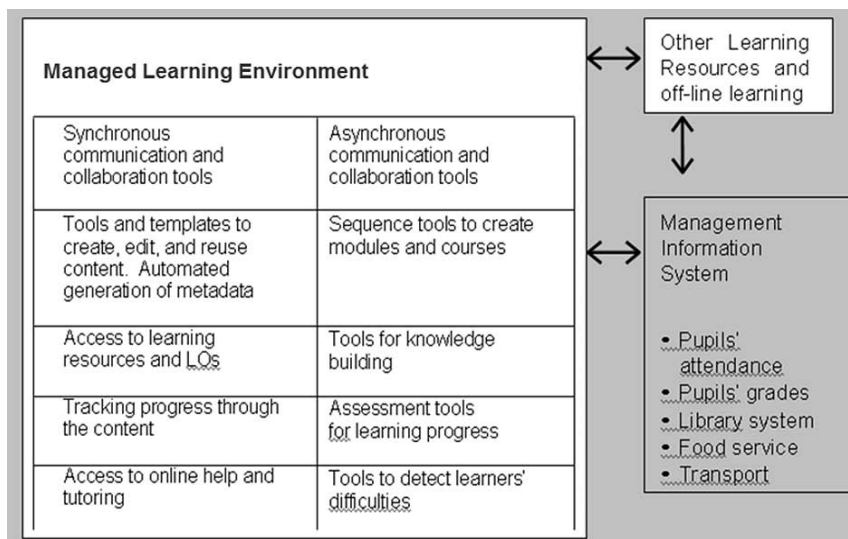 Managed Learning Environment
Synchronous
communication and
collaboration tools
Asynchronous
communication and
collaboration tools
Tools and templates to
create, edit, and reuse
content. Automated
generation of metadata
Sequence tools to create
modules and courses
Access to learning
resources and LOs
Tools for knowledge
building
Tracking progress through
the content
Assessment tools
for learning progress
Access to online help and
tutoring
Tools to detect learners'
difficulties
Other Learning
Resources and
off-line learning
Management
Information
System
• Pupils'
attendance
• Pupils' grades
• Library system
• Food service
• Transport